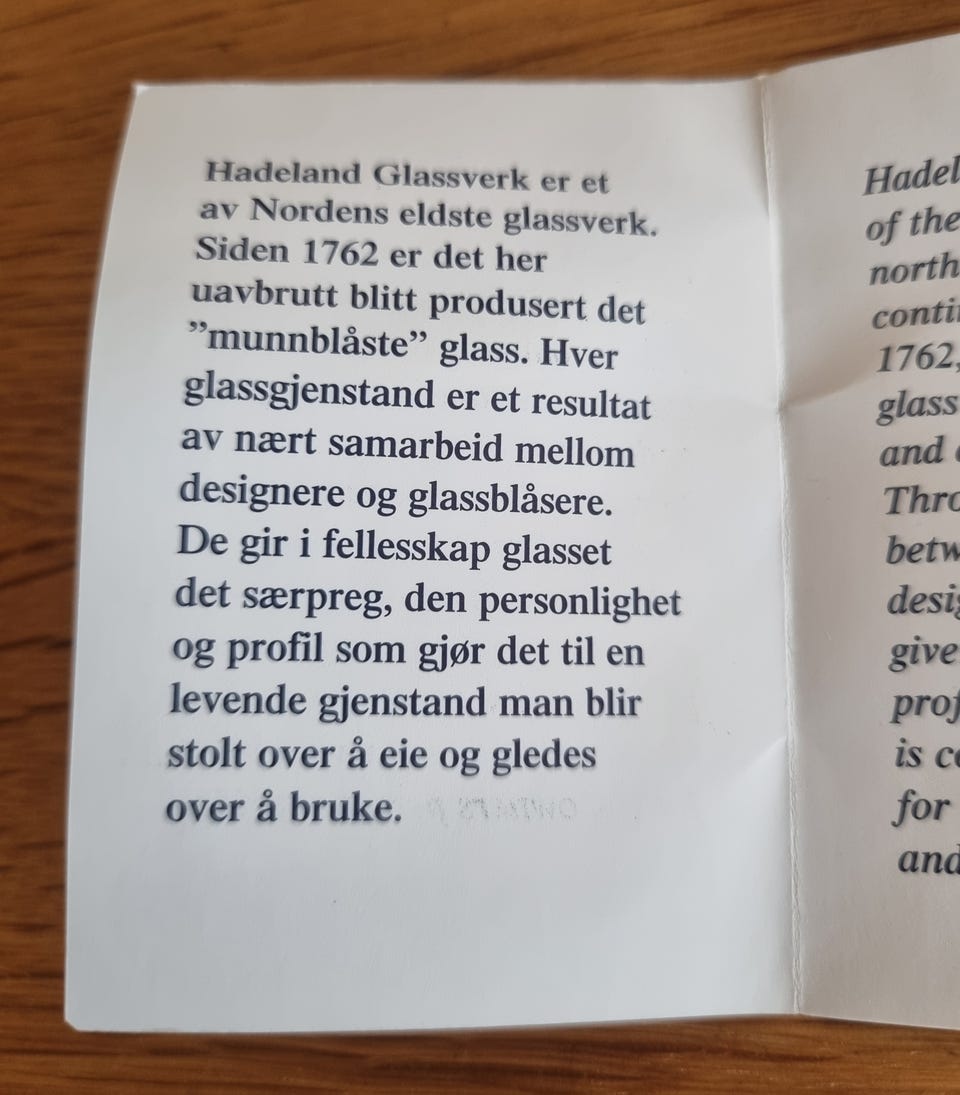 Hadeland Glassverk er et
av Nordens eldste glassverk.
Siden 1762 er det her
uavbrutt blitt produsert det
”munnblåste” glass. Hver
glassgjenstand er et resultat
av nært samarbeid mellom
designere og glassblåsere.
De gir i fellesskap glasset
det særpreg, den personlighet
og profil som gjør det til en
levende gjenstand man blir
stolt over å eie og gledes
over å bruke.
Hadel
of the
north
contin
1762,
glass
and
Thro
betw
desig
give
prof
is
for
and